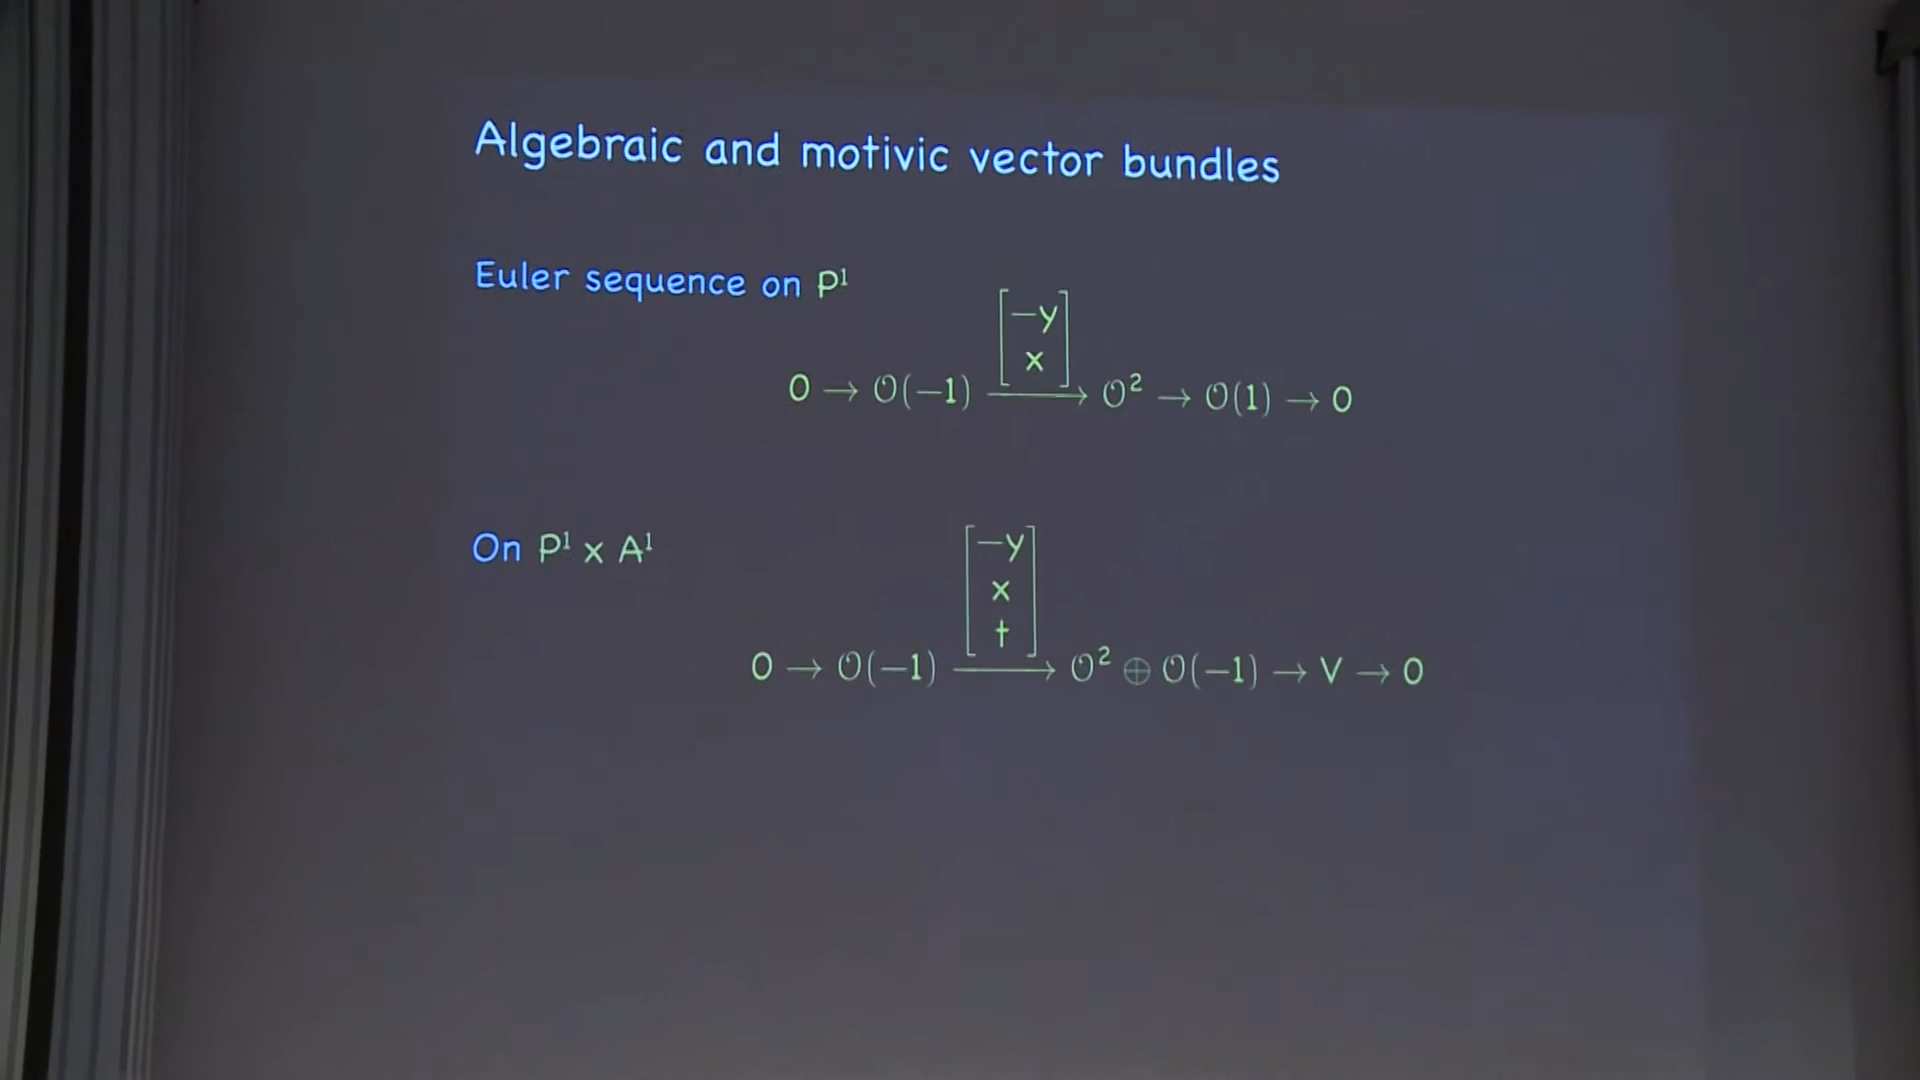 Algebraic and motivic vector bundles
Euler sequence on P¹
0 → O(−1) —[−y x]→ O² → O(1) → 0
On P¹ x A¹
0 → O(−1) —[−y x t]→ O² ⊕ O(−1) → V → 0